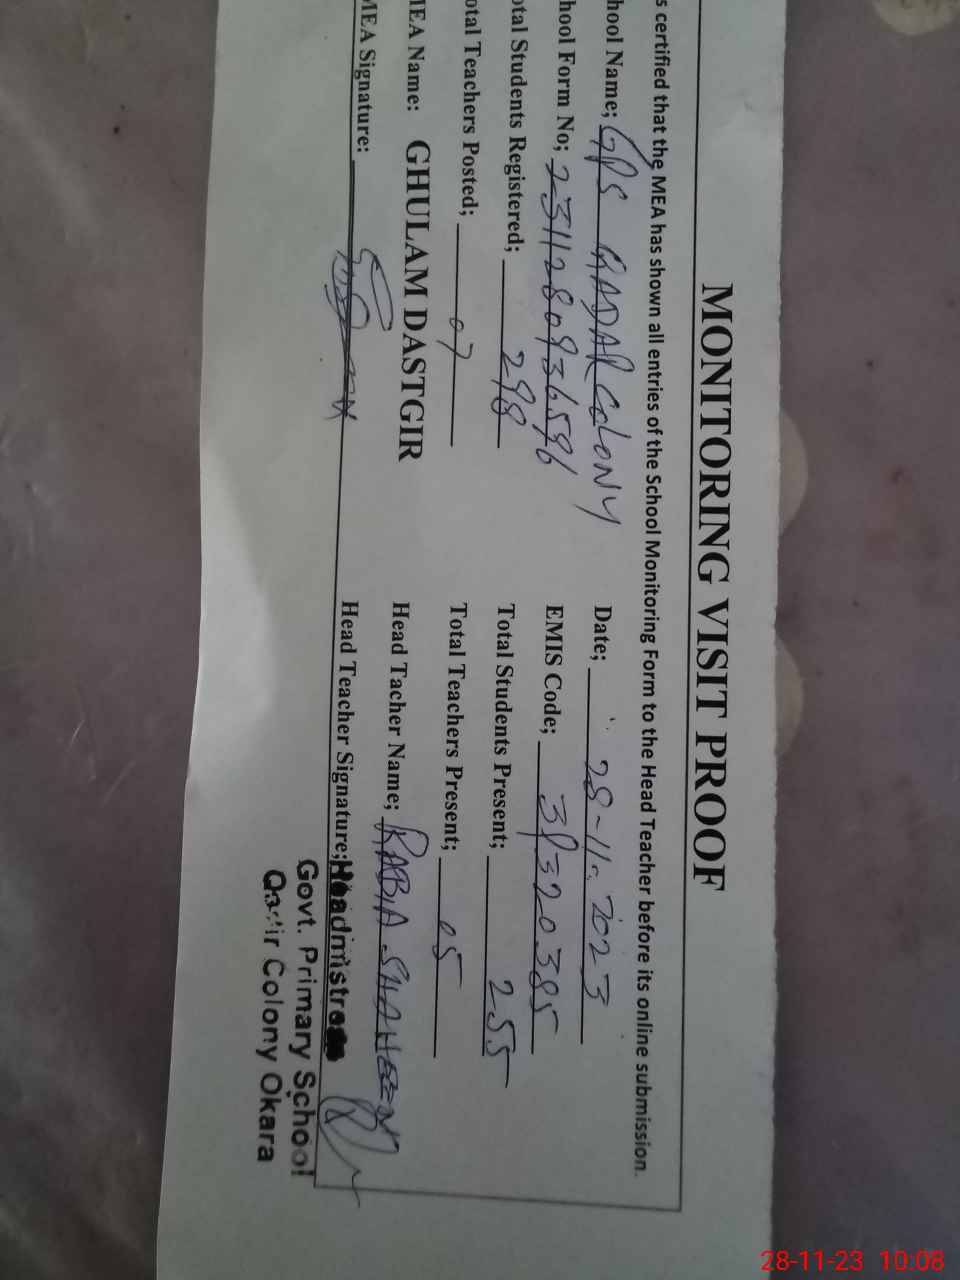 MONITORING VISIT PROOF
s certified that the MEA has shown all entries of the School Monitoring Form to the Head Teacher before its online submission.
hool Name; GPS QADAR COLONY Date; 28-11-2023
hool Form No; 2311280936596 EMIS Code; 39320385
otal Students Registered; 298 Total Students Present; 255
otal Teachers Posted; 07 Total Teachers Present; 05
MEA Name: GHULAM DASTGIR Head Tacher Name; RABIA SHAHEEN
MEA Signature: Head Teacher Signature; Headmistress
Govt. Primary School
Colony Okara
28-11-23 10:08